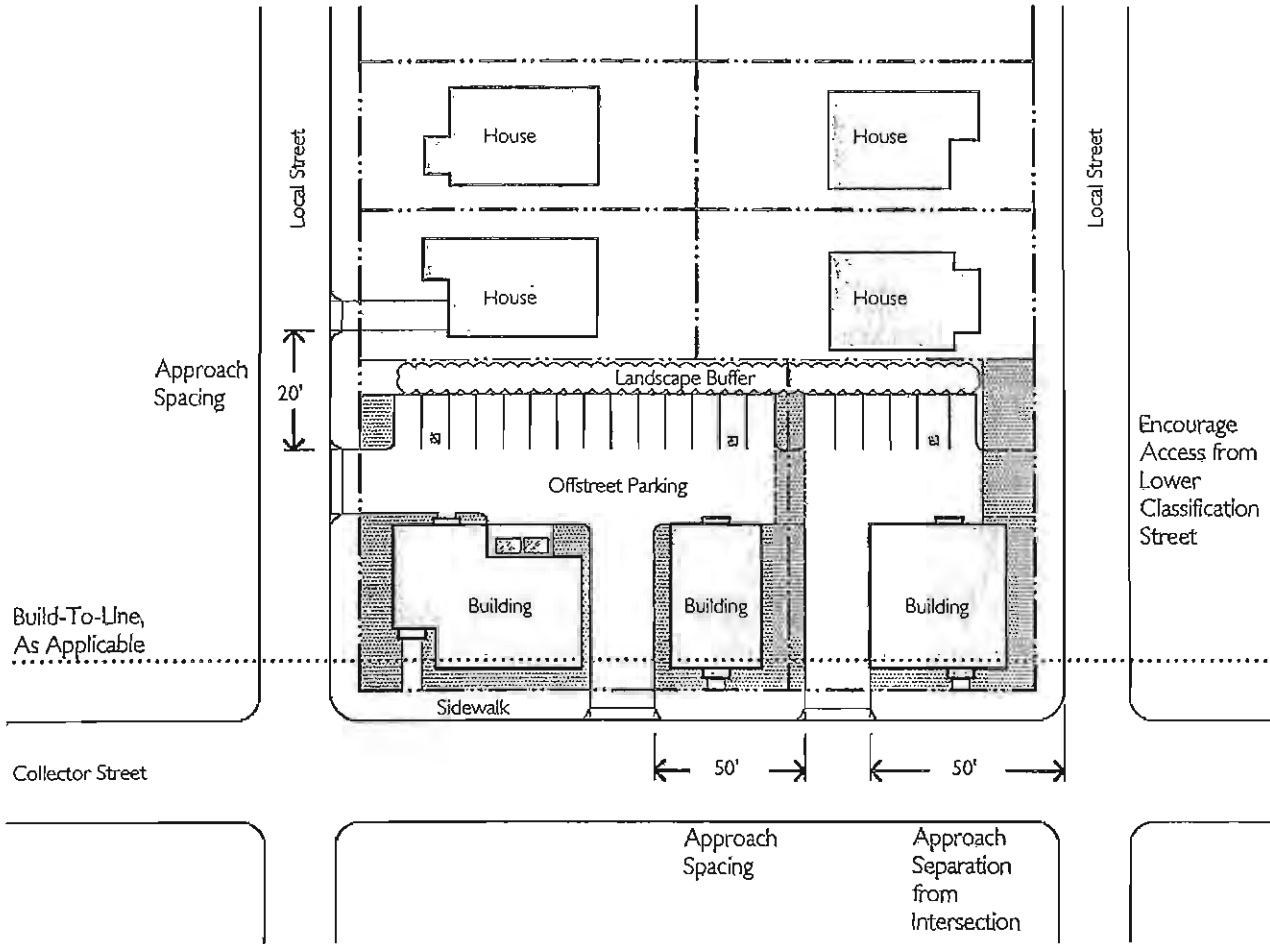 House
House
Local Street
Local Street
House
House
Approach
Spacing
20'
Landscape Buffer
Encourage
Access from
Lower
Classification
Street
Offstreet Parking
Building
Building
Building
Build-To-Line,
As Applicable
Sidewalk
Collector Street
50'
50'
Approach
Spacing
Approach
Separation
from
Intersection